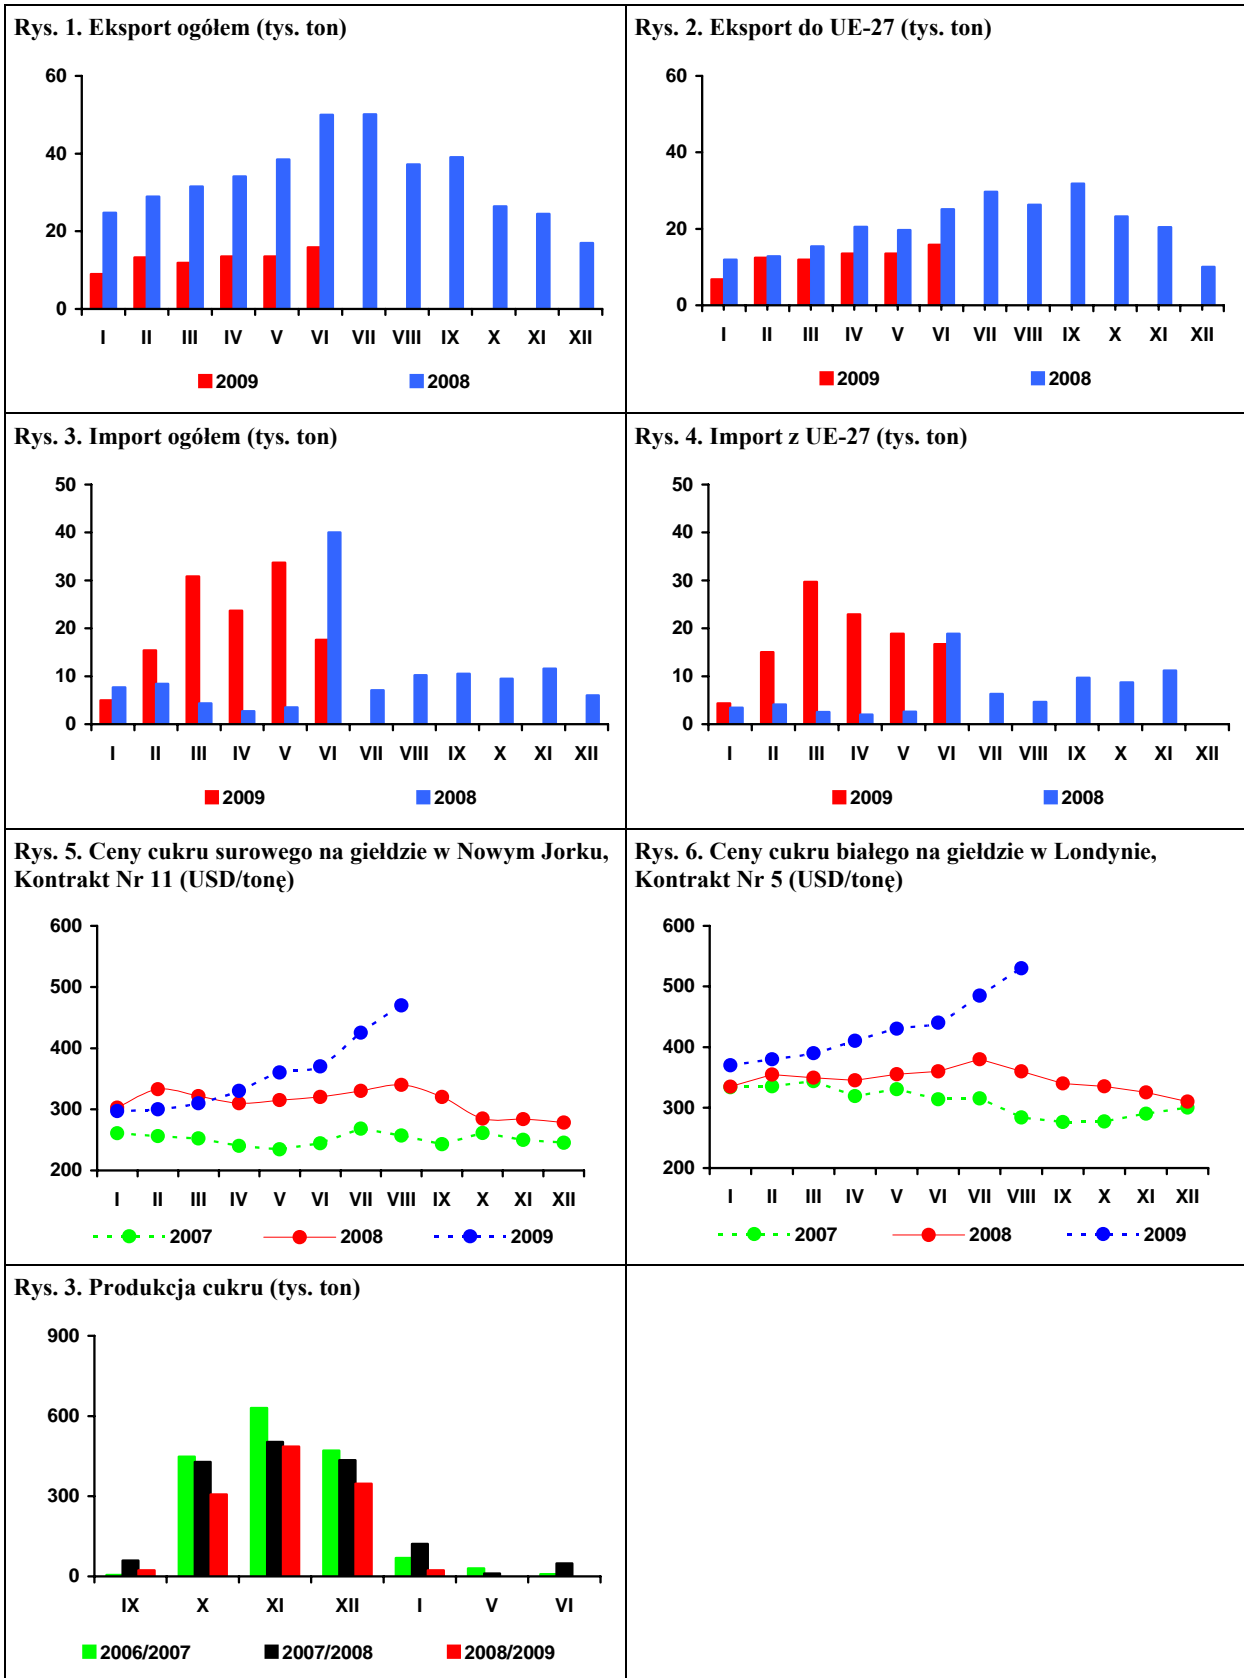 Rys. 1. Eksport ogółem (tys. ton)
60
40
20
0
I II III IV V VI VII VIII IX X XI XII
2009 2008
Rys. 2. Eksport do UE-27 (tys. ton)
60
40
20
0
I II III IV V VI VII VIII IX X XI XII
2009 2008
Rys. 3. Import ogółem (tys. ton)
50
40
30
20
10
0
I II III IV V VI VII VIII IX X XI XII
2009 2008
Rys. 4. Import z UE-27 (tys. ton)
50
40
30
20
10
0
I II III IV V VI VII VIII IX X XI XII
2009 2008
Rys. 5. Ceny cukru surowego na giełdzie w Nowym Jorku,
Kontrakt Nr 11 (USD/tonę)
600
500
400
300
200
I II III IV V VI VII VIII IX X XI XII
2007 2008 2009
Rys. 6. Ceny cukru białego na giełdzie w Londynie,
Kontrakt Nr 5 (USD/tonę)
600
500
400
300
200
I II III IV V VI VII VIII IX X XI XII
2007 2008 2009
Rys. 3. Produkcja cukru (tys. ton)
900
600
300
0
IX X XI XII I V VI
2006/2007 2007/2008 2008/2009